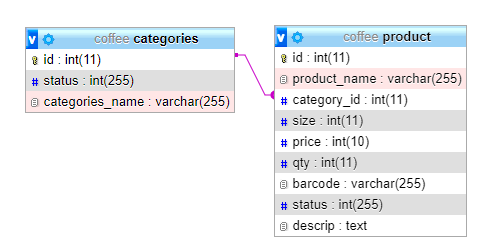 coffee categories
id : int(11)
status : int(255)
categories_name : varchar(255)
coffee product
id : int(11)
product_name : varchar(255)
category_id : int(11)
size : int(11)
price : int(10)
qty : int(11)
barcode : varchar(255)
status : int(255)
descrip : text